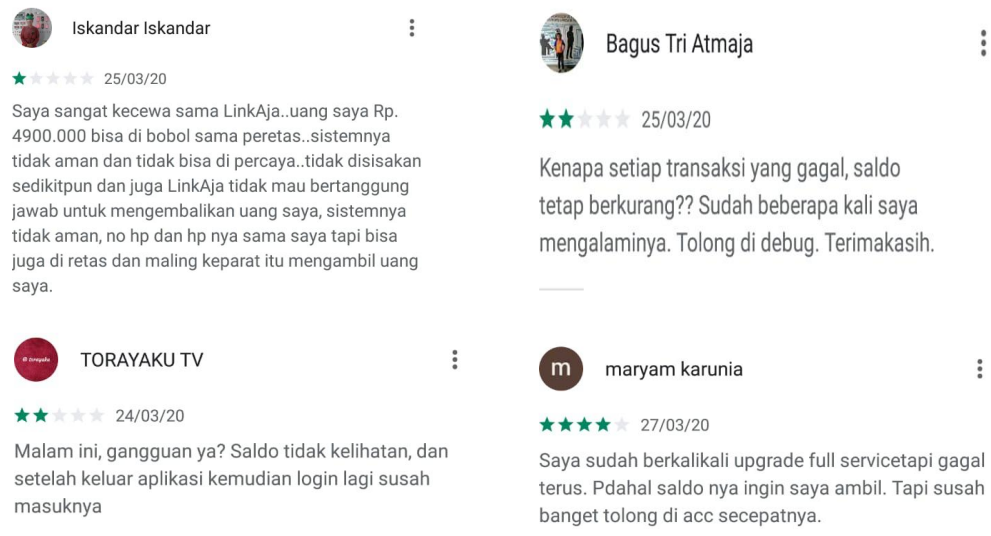 Iskandar Iskandar
25/03/20
Saya sangat kecewa sama LinkAja..uang saya Rp.
4900.000 bisa di bobol sama peretas..sistemnya
tidak aman dan tidak bisa di percaya..tidak disisakan
sedikitpun dan juga LinkAja tidak mau bertanggung
jawab untuk mengembalikan uang saya, sistemnya
tidak aman, no hp dan hp nya sama saya tapi bisa
juga di retas dan maling keparat itu mengambil uang
saya.
Bagus Tri Atmaja
25/03/20
Kenapa setiap transaksi yang gagal, saldo
tetap berkurang?? Sudah beberapa kali saya
mengalaminya. Tolong di debug. Terimakasih.
torayaku
TORAYAKU TV
24/03/20
Malam ini, gangguan ya? Saldo tidak kelihatan, dan
setelah keluar aplikasi kemudian login lagi susah
masuknya
m
maryam karunia
27/03/20
Saya sudah berkalikali upgrade full servicetapi gagal
terus. Pdahal saldo nya ingin saya ambil. Tapi susah
banget tolong di acc secepatnya.